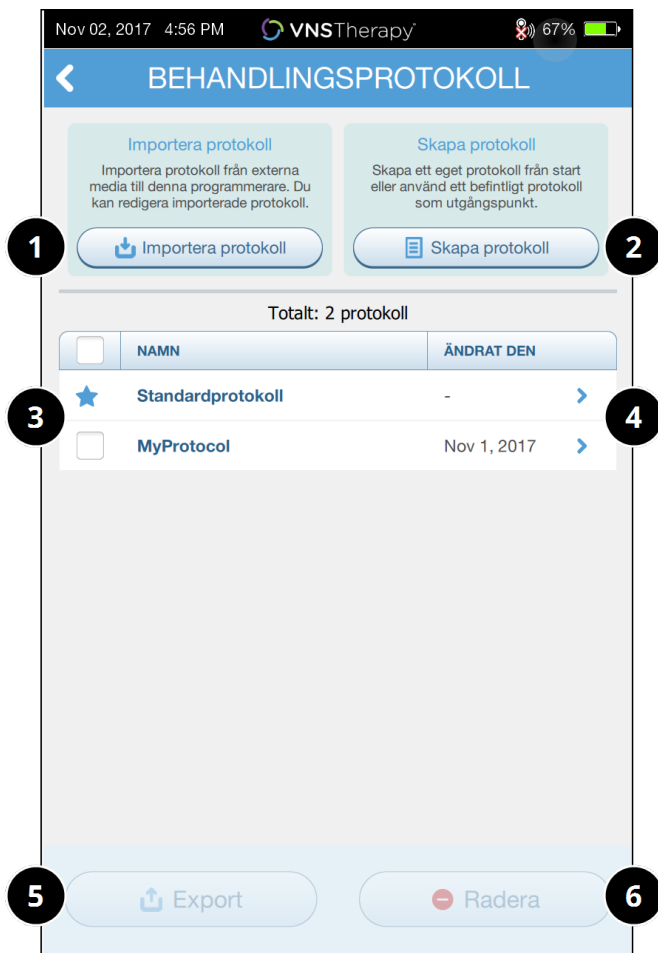 Nov 02, 2017 4:56 PM VNSTherapy 67%
BEHANDLINGSPROTOKOLL
Importera protokoll
Importera protokoll från externa
media till denna programmerare. Du
kan redigera importerade protokoll.
1 Importera protokoll
Skapa protokoll
Skapa ett eget protokoll från start
eller använd ett befintligt protokoll
som utgångspunkt.
Skapa protokoll 2
Totalt: 2 protokoll
NAMN ÄNDRAT DEN
Standardprotokoll -
3 4
MyProtocol Nov 1, 2017
5 Export Radera 6